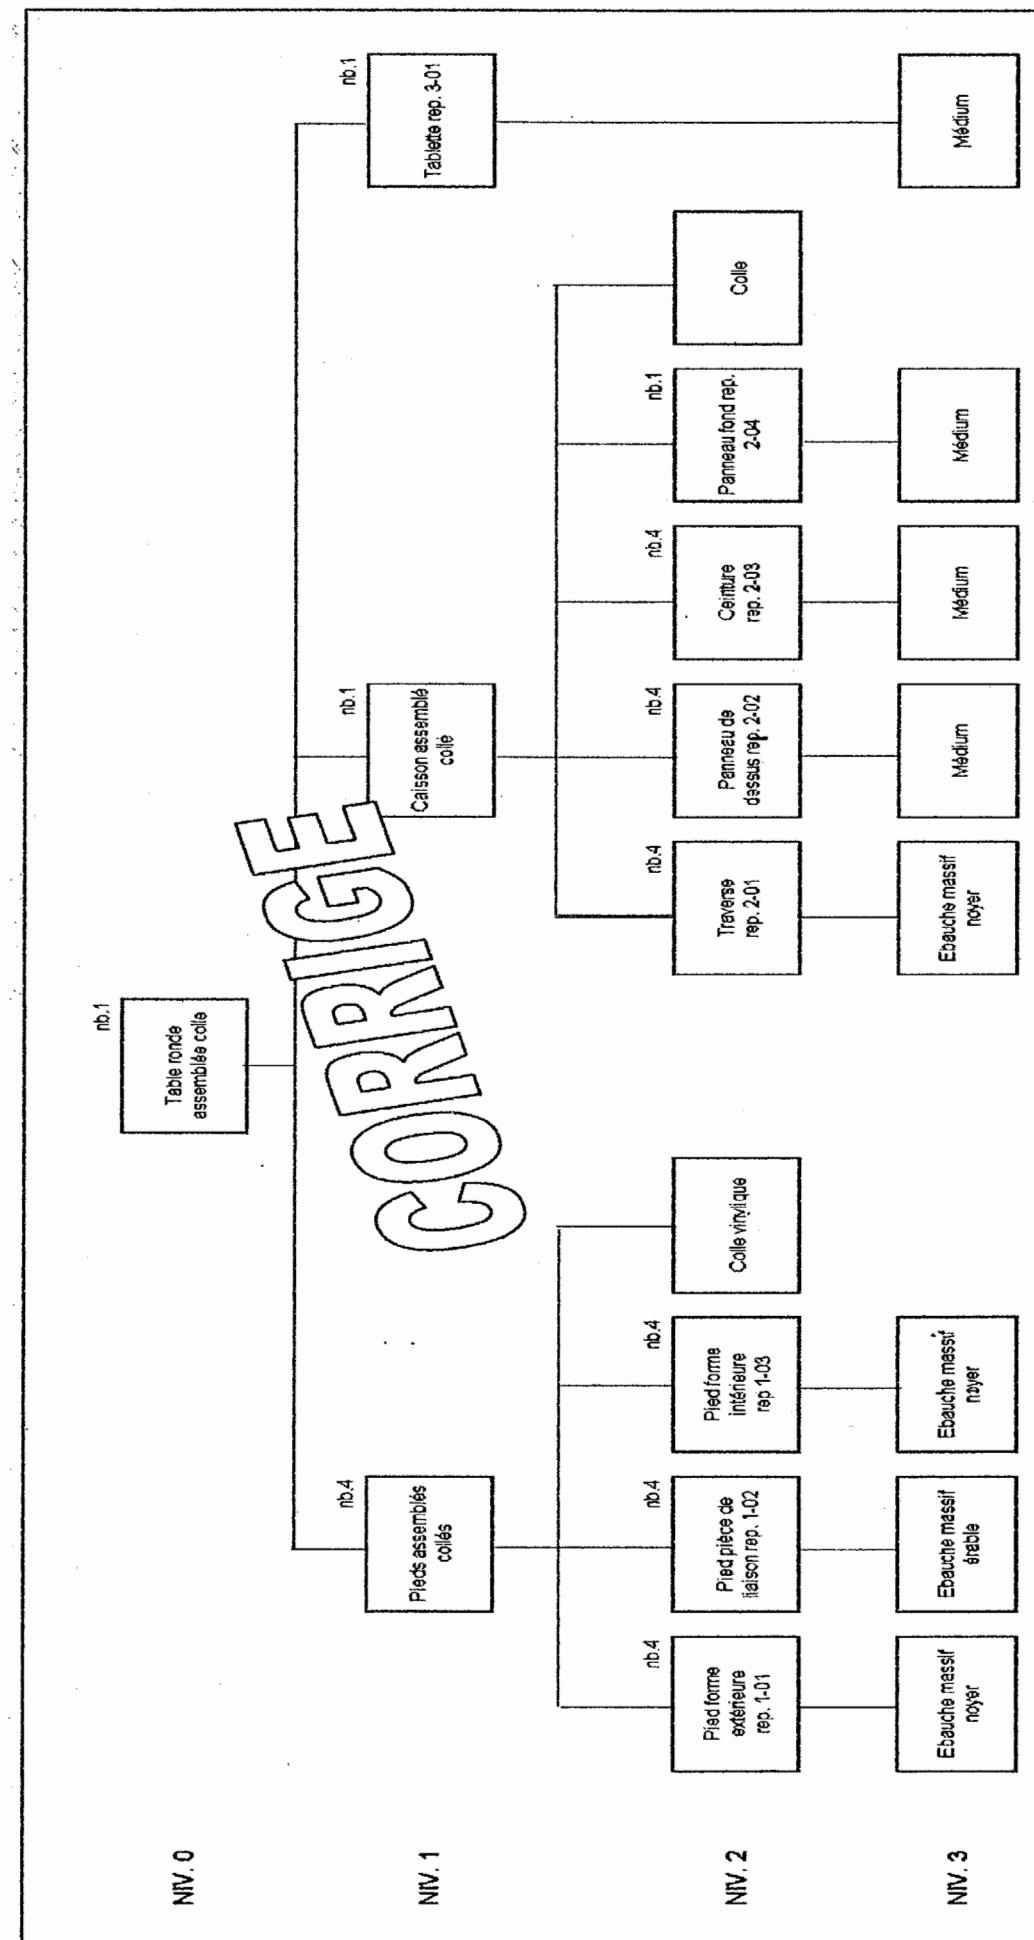 NIV. 0
nb.1
Table ronde
assemblée colle
CORRIGE
NIV. 1
nb.4
Pieds assemblés
collés
nb.1
Caisson assemblé
collé
nb.1
Tablette rep. 3-01
NIV. 2
nb.4
Pied forme
extérieure
rep. 1-01
nb.4
Pied pièce de
liaison rep. 1-02
nb.4
Pied forme
intérieure
rep 1-03
Colle vinylique
nb.4
Traverse
rep. 2-01
nb.4
Panneau de
dessus rep. 2-02
nb.4
Ceinture
rep. 2-03
nb.1
Panneau fond rep.
2-04
Colle
NIV. 3
Ebauche massif
noyer
Ebauche massif
érable
Ebauche massif
noyer
Ebauche massif
noyer
Médium
Médium
Médium
Médium